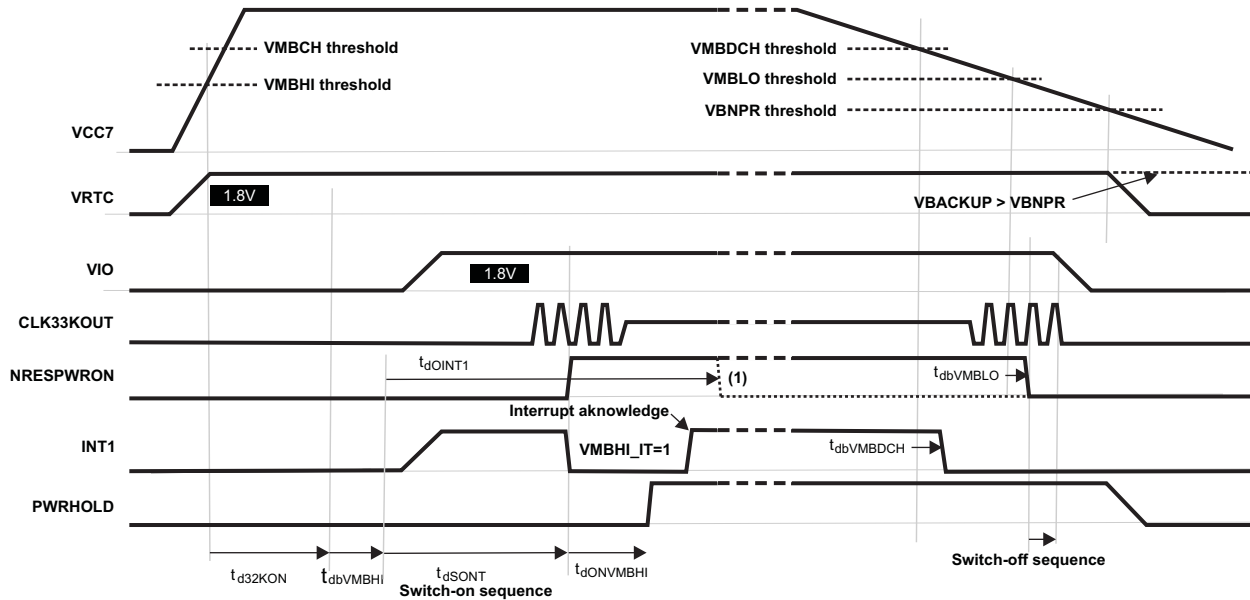 VMBCH threshold
VMBHI threshold
VMBDCH threshold
VMBLO threshold
VBNPR threshold
VCC7
VRTC
1.8V
VBACKUP > VBNPR
VIO
1.8V
CLK33KOUT
NRESPWRON
tdOINT1
(1)
tdbVMBLO
Interrupt aknowledge
INT1
VMBHI_IT=1
tdbVMBDCH
PWRHOLD
td32KON
tdbVMBHI
tdSONT
tdONVMBHI
Switch-on sequence
Switch-off sequence